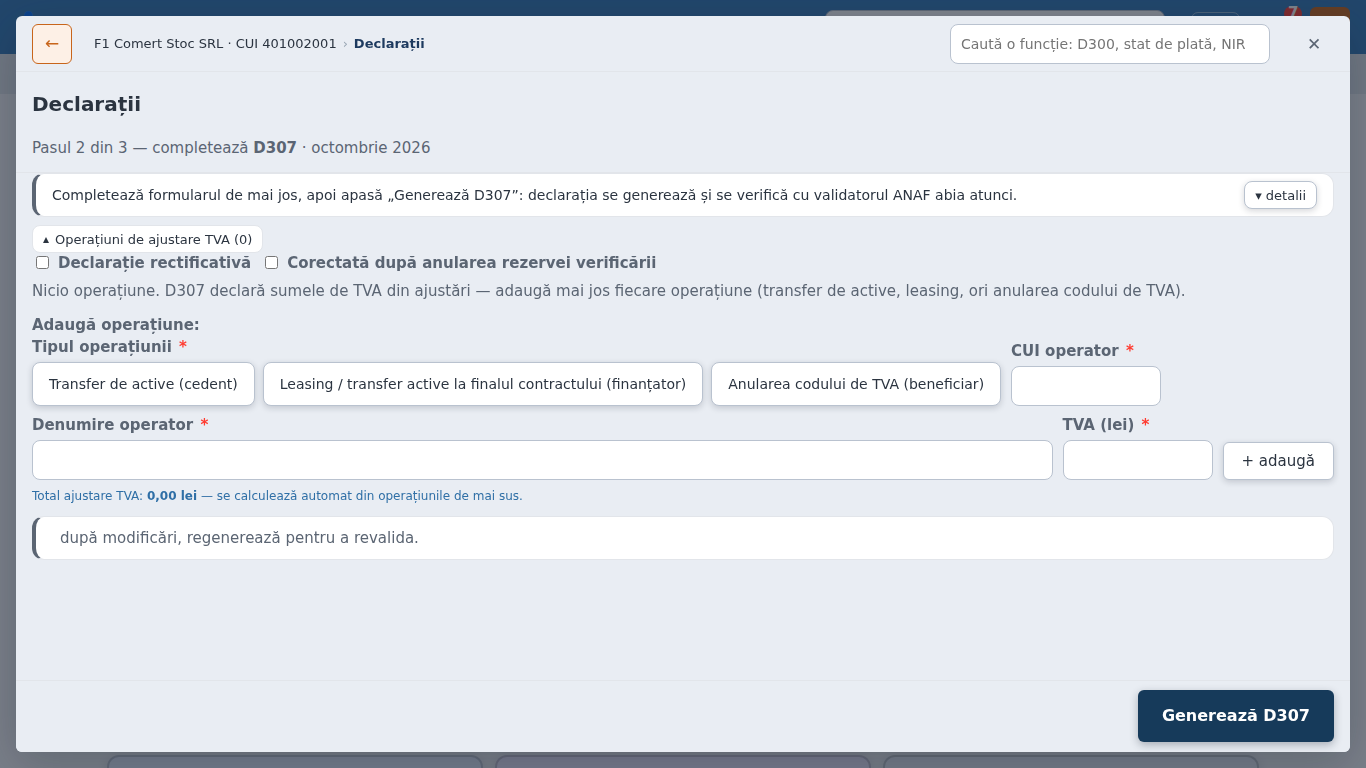 7
←
F1 Comert Stoc SRL · CUI 401002001 › Declarații
Caută o funcție: D300, stat de plată, NIR
✕
Declarații
Pasul 2 din 3 — completează D307 · octombrie 2026
Completează formularul de mai jos, apoi apasă „Generează D307”: declarația se generează și se verifică cu validatorul ANAF abia atunci.
▾ detalii
▴ Operațiuni de ajustare TVA (0)
Declarație rectificativă
Corectată după anularea rezervei verificării
Nicio operațiune. D307 declară sumele de TVA din ajustări — adaugă mai jos fiecare operațiune (transfer de active, leasing, ori anularea codului de TVA).
Adaugă operațiune:
Tipul operațiunii *
CUI operator *
Transfer de active (cedent)
Leasing / transfer active la finalul contractului (finanțator)
Anularea codului de TVA (beneficiar)
Denumire operator *
TVA (lei) *
+ adaugă
Total ajustare TVA: 0,00 lei — se calculează automat din operațiunile de mai sus.
după modificări, regenerează pentru a revalida.
Generează D307